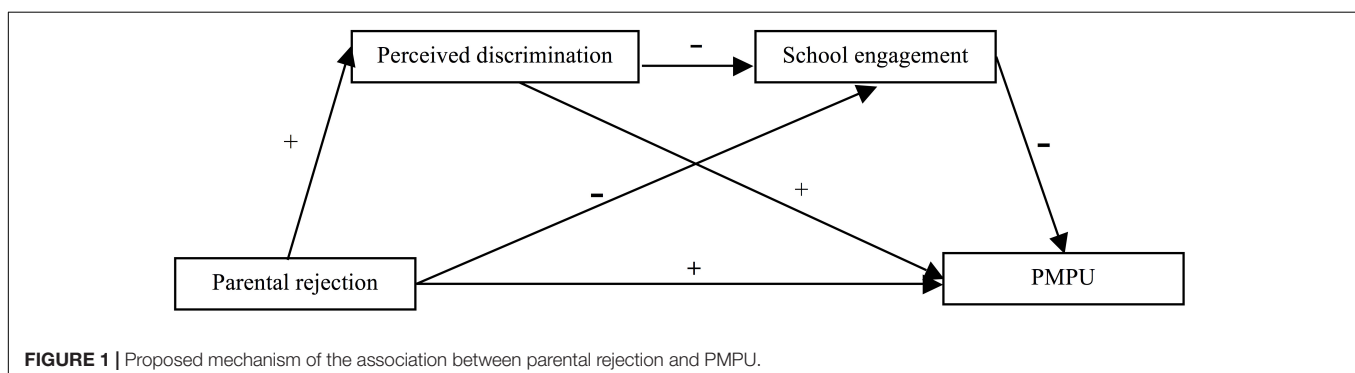 Perceived discrimination
–
School engagement
+
–
–
+
Parental rejection
+
PMPU
FIGURE 1 | Proposed mechanism of the association between parental rejection and PMPU.